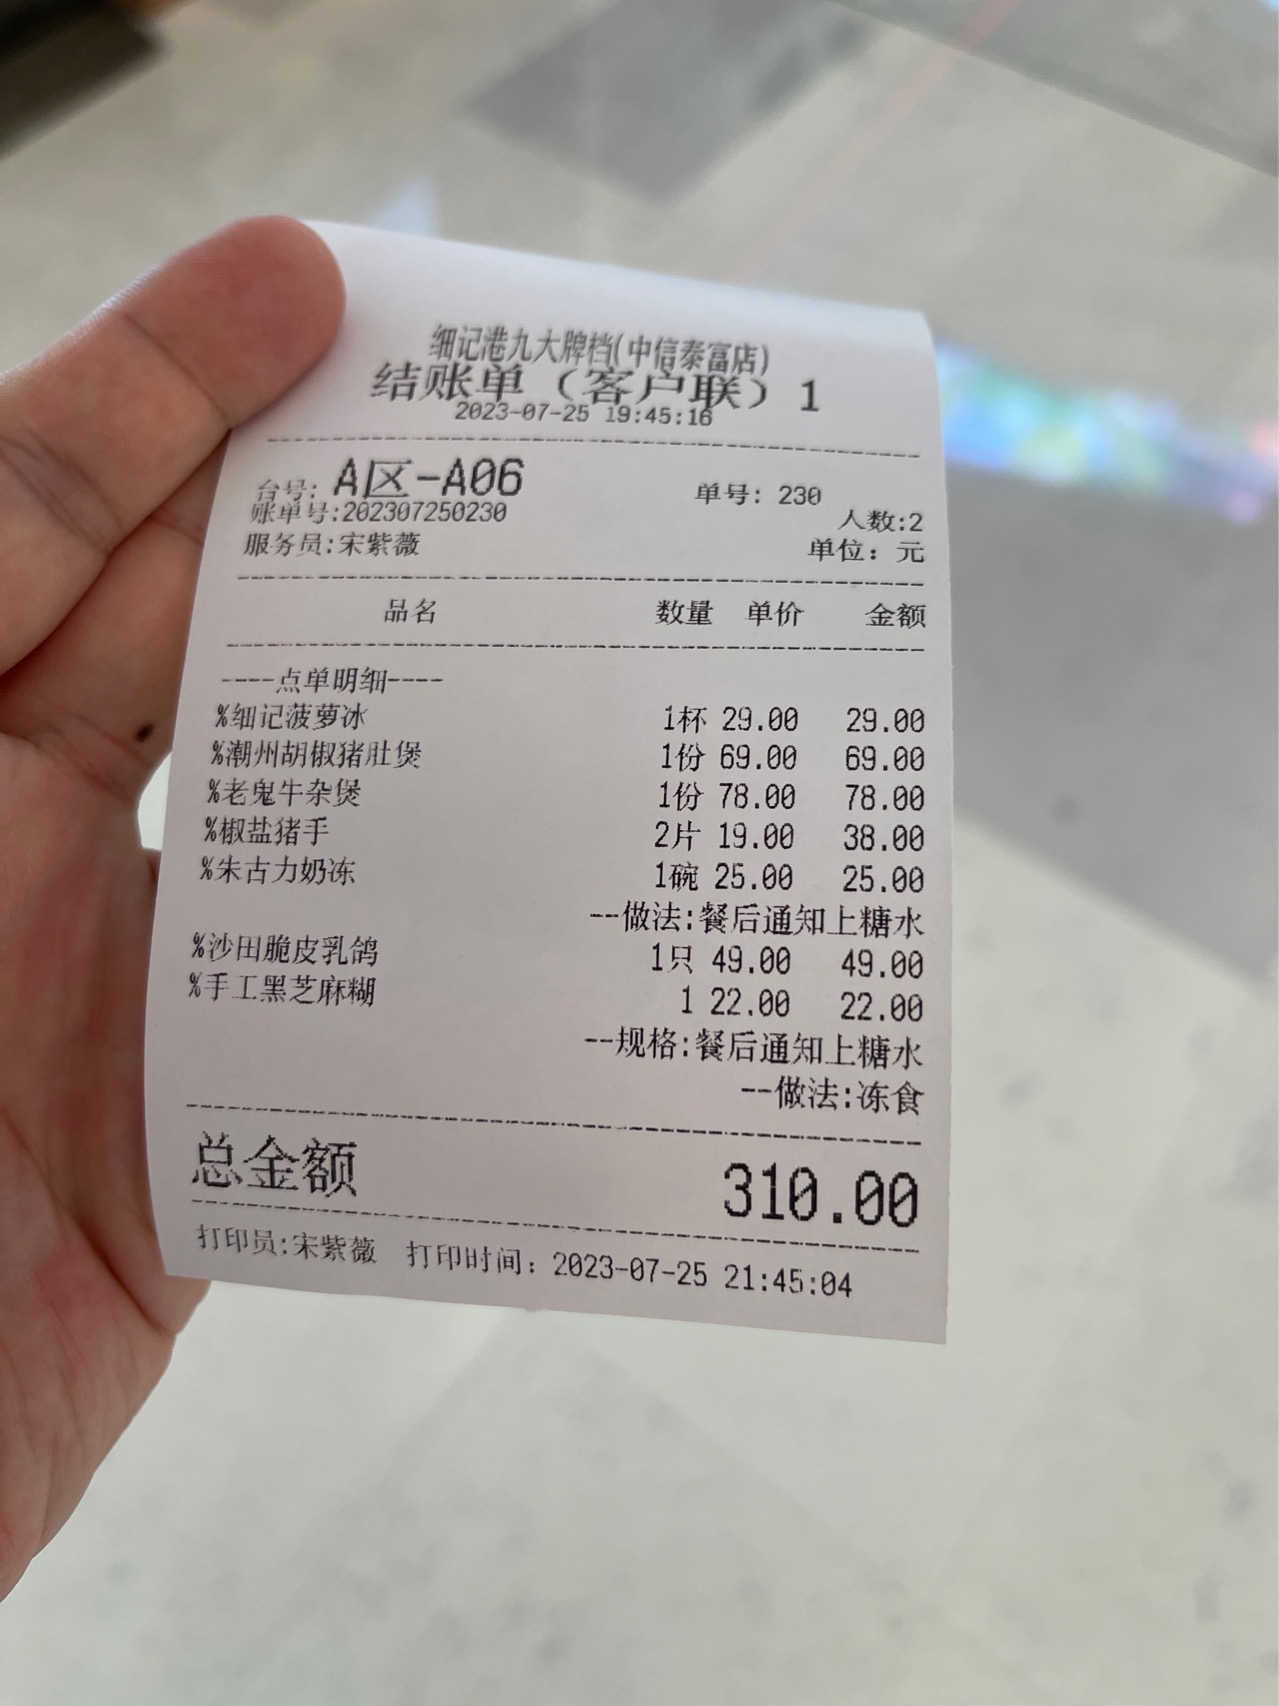 细记港九大牌档(中信泰富店)
结账单（客户联）1
2023-07-25 19:45:16
台号: A区-A06 单号: 230
账单号:202307250230 人数:2
服务员:宋紫薇 单位: 元
品名 数量 单价 金额
----点单明细----
%细记菠萝冰 1杯 29.00 29.00
%潮州胡椒猪肚煲 1份 69.00 69.00
%老鬼牛杂煲 1份 78.00 78.00
%椒盐猪手 2片 19.00 38.00
%朱古力奶冻 1碗 25.00 25.00
--做法:餐后通知上糖水
%沙田脆皮乳鸽 1只 49.00 49.00
%手工黑芝麻糊 1 22.00 22.00
--规格:餐后通知上糖水
--做法:冻食
总金额 310.00
打印员:宋紫薇 打印时间: 2023-07-25 21:45:04